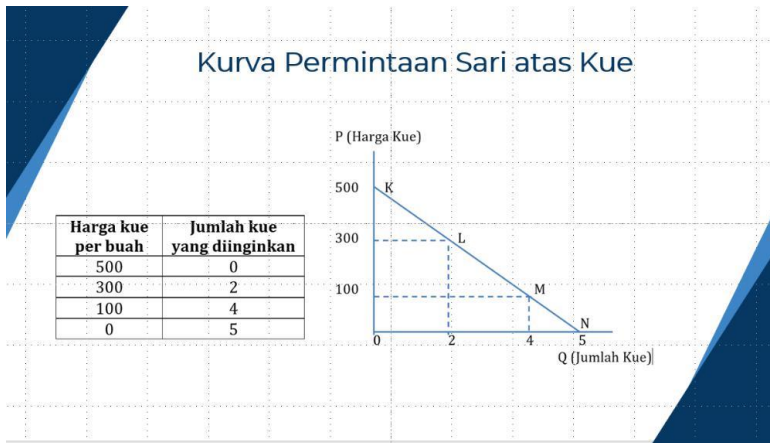 Kurva Permintaan Sari atas Kue
Harga kue per buah
Jumlah kue yang diinginkan
500 0
300 2
100 4
0 5
P (Harga Kue)
500 K
300 L
100 M
N
0 2 4 5
Q (Jumlah Kue)